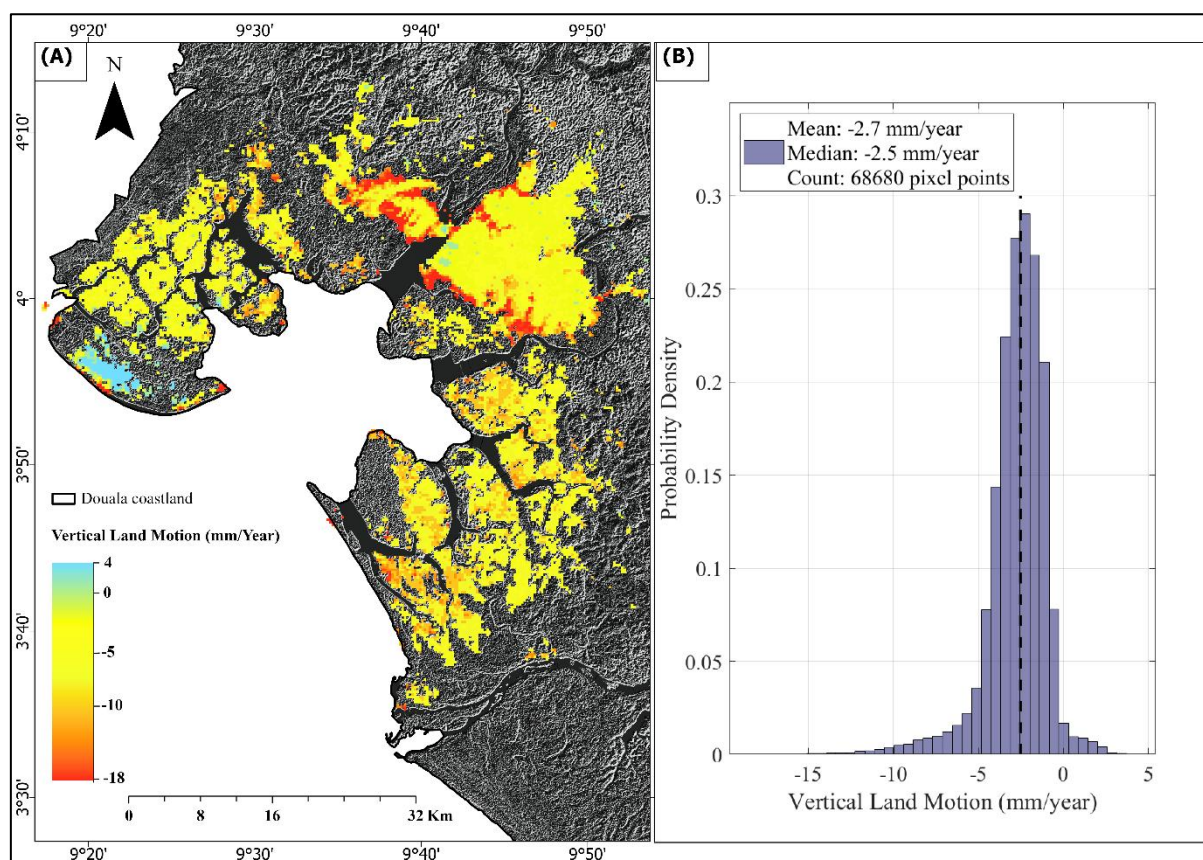 9°20' 9°30' 9°40' 9°50'
(A)
N
4°10'
4°
3°50'
3°40'
3°30'
Douala coastland
Vertical Land Motion (mm/Year)
4
0
-5
-10
-18
0 8 16 32 Km
9°20' 9°30' 9°40' 9°50'
(B)
Mean: -2.7 mm/year
Median: -2.5 mm/year
Count: 68680 pixel points
Probability Density
0.3
0.25
0.2
0.15
0.1
0.05
0
-15 -10 -5 0 5
Vertical Land Motion (mm/year)